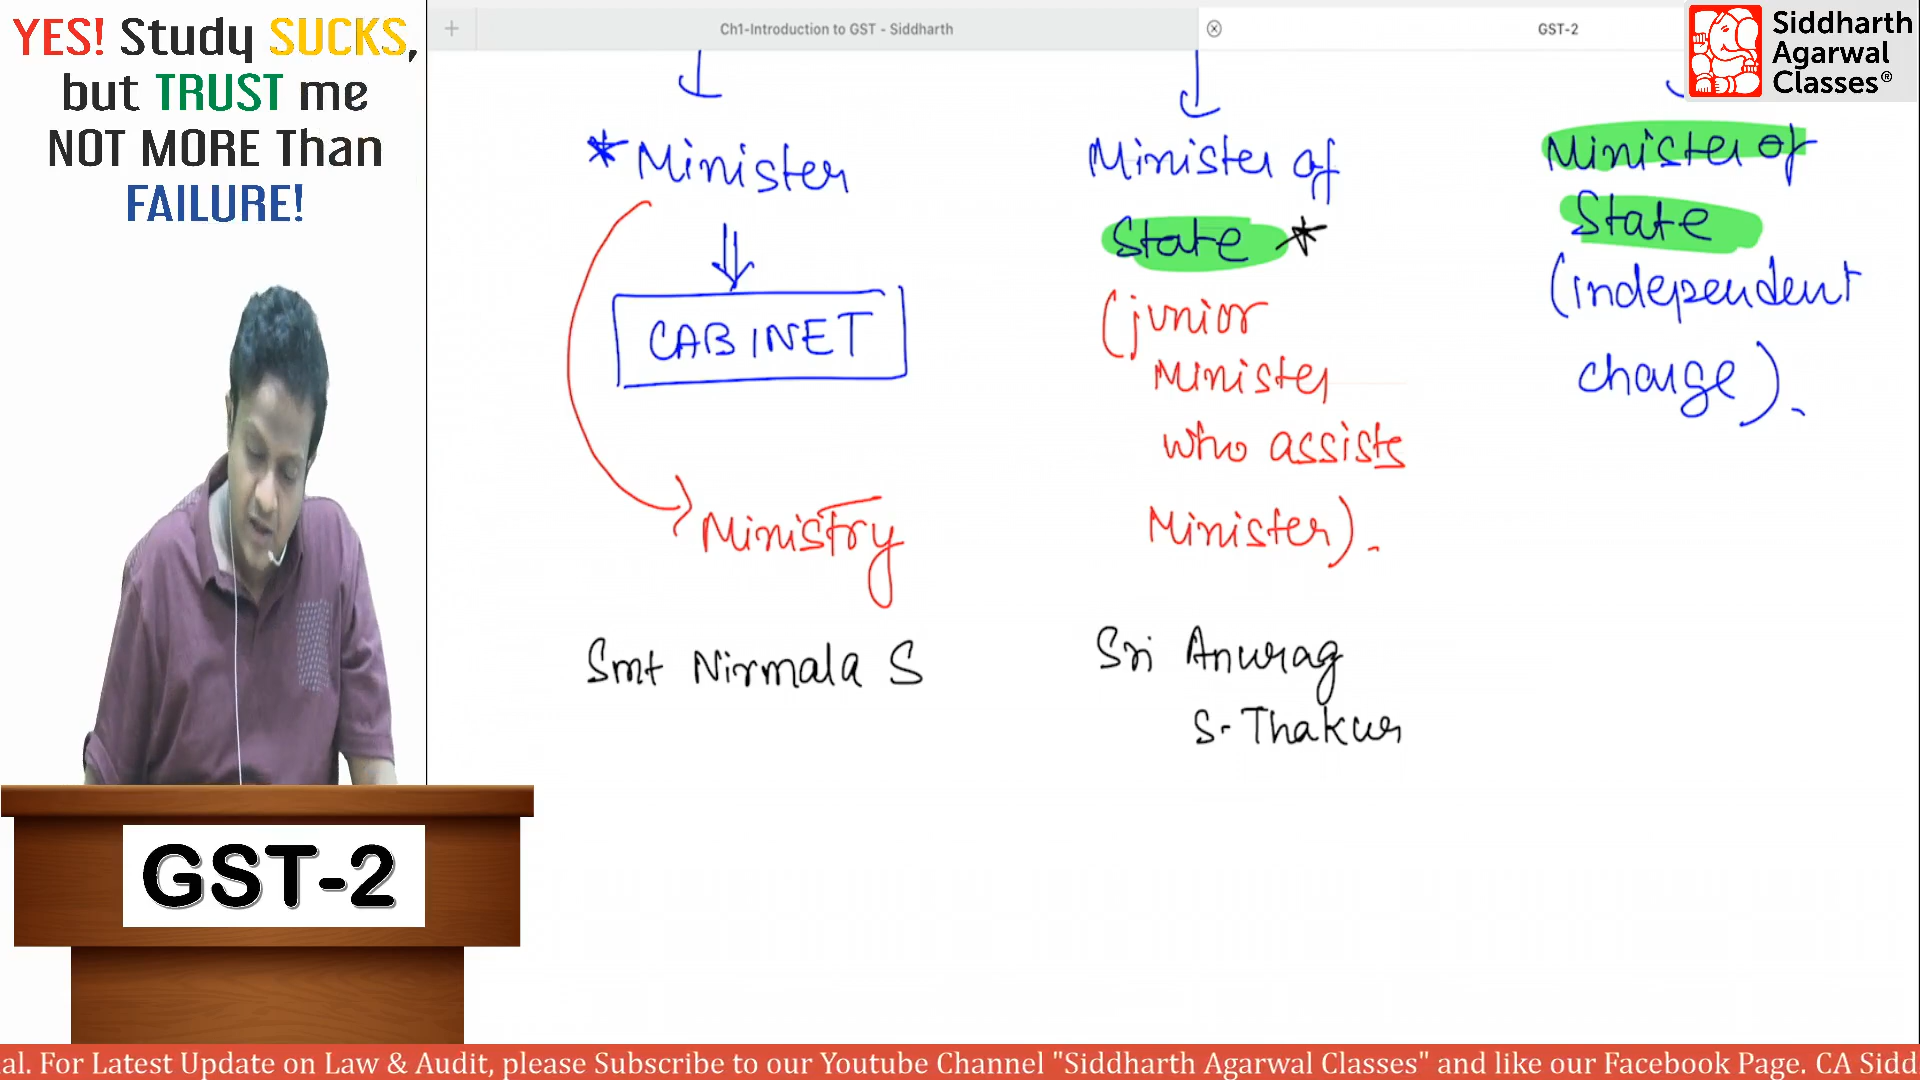 YES! Study SUCKS,
but TRUST me
NOT MORE Than
FAILURE!
Ch1-Introduction to GST - Siddharth
GST-2
Siddharth
Agarwal
Classes®
*Minister
CABINET
Ministry
Smt Nirmala S
Minister of
State *
(junior
Minister
who assists
Minister).
Sri Anurag
S. Thakur
Minister of
State
(independent
charge).
GST-2
al. For Latest Update on Law & Audit, please Subscribe to our Youtube Channel "Siddharth Agarwal Classes" and like our Facebook Page. CA Sidd